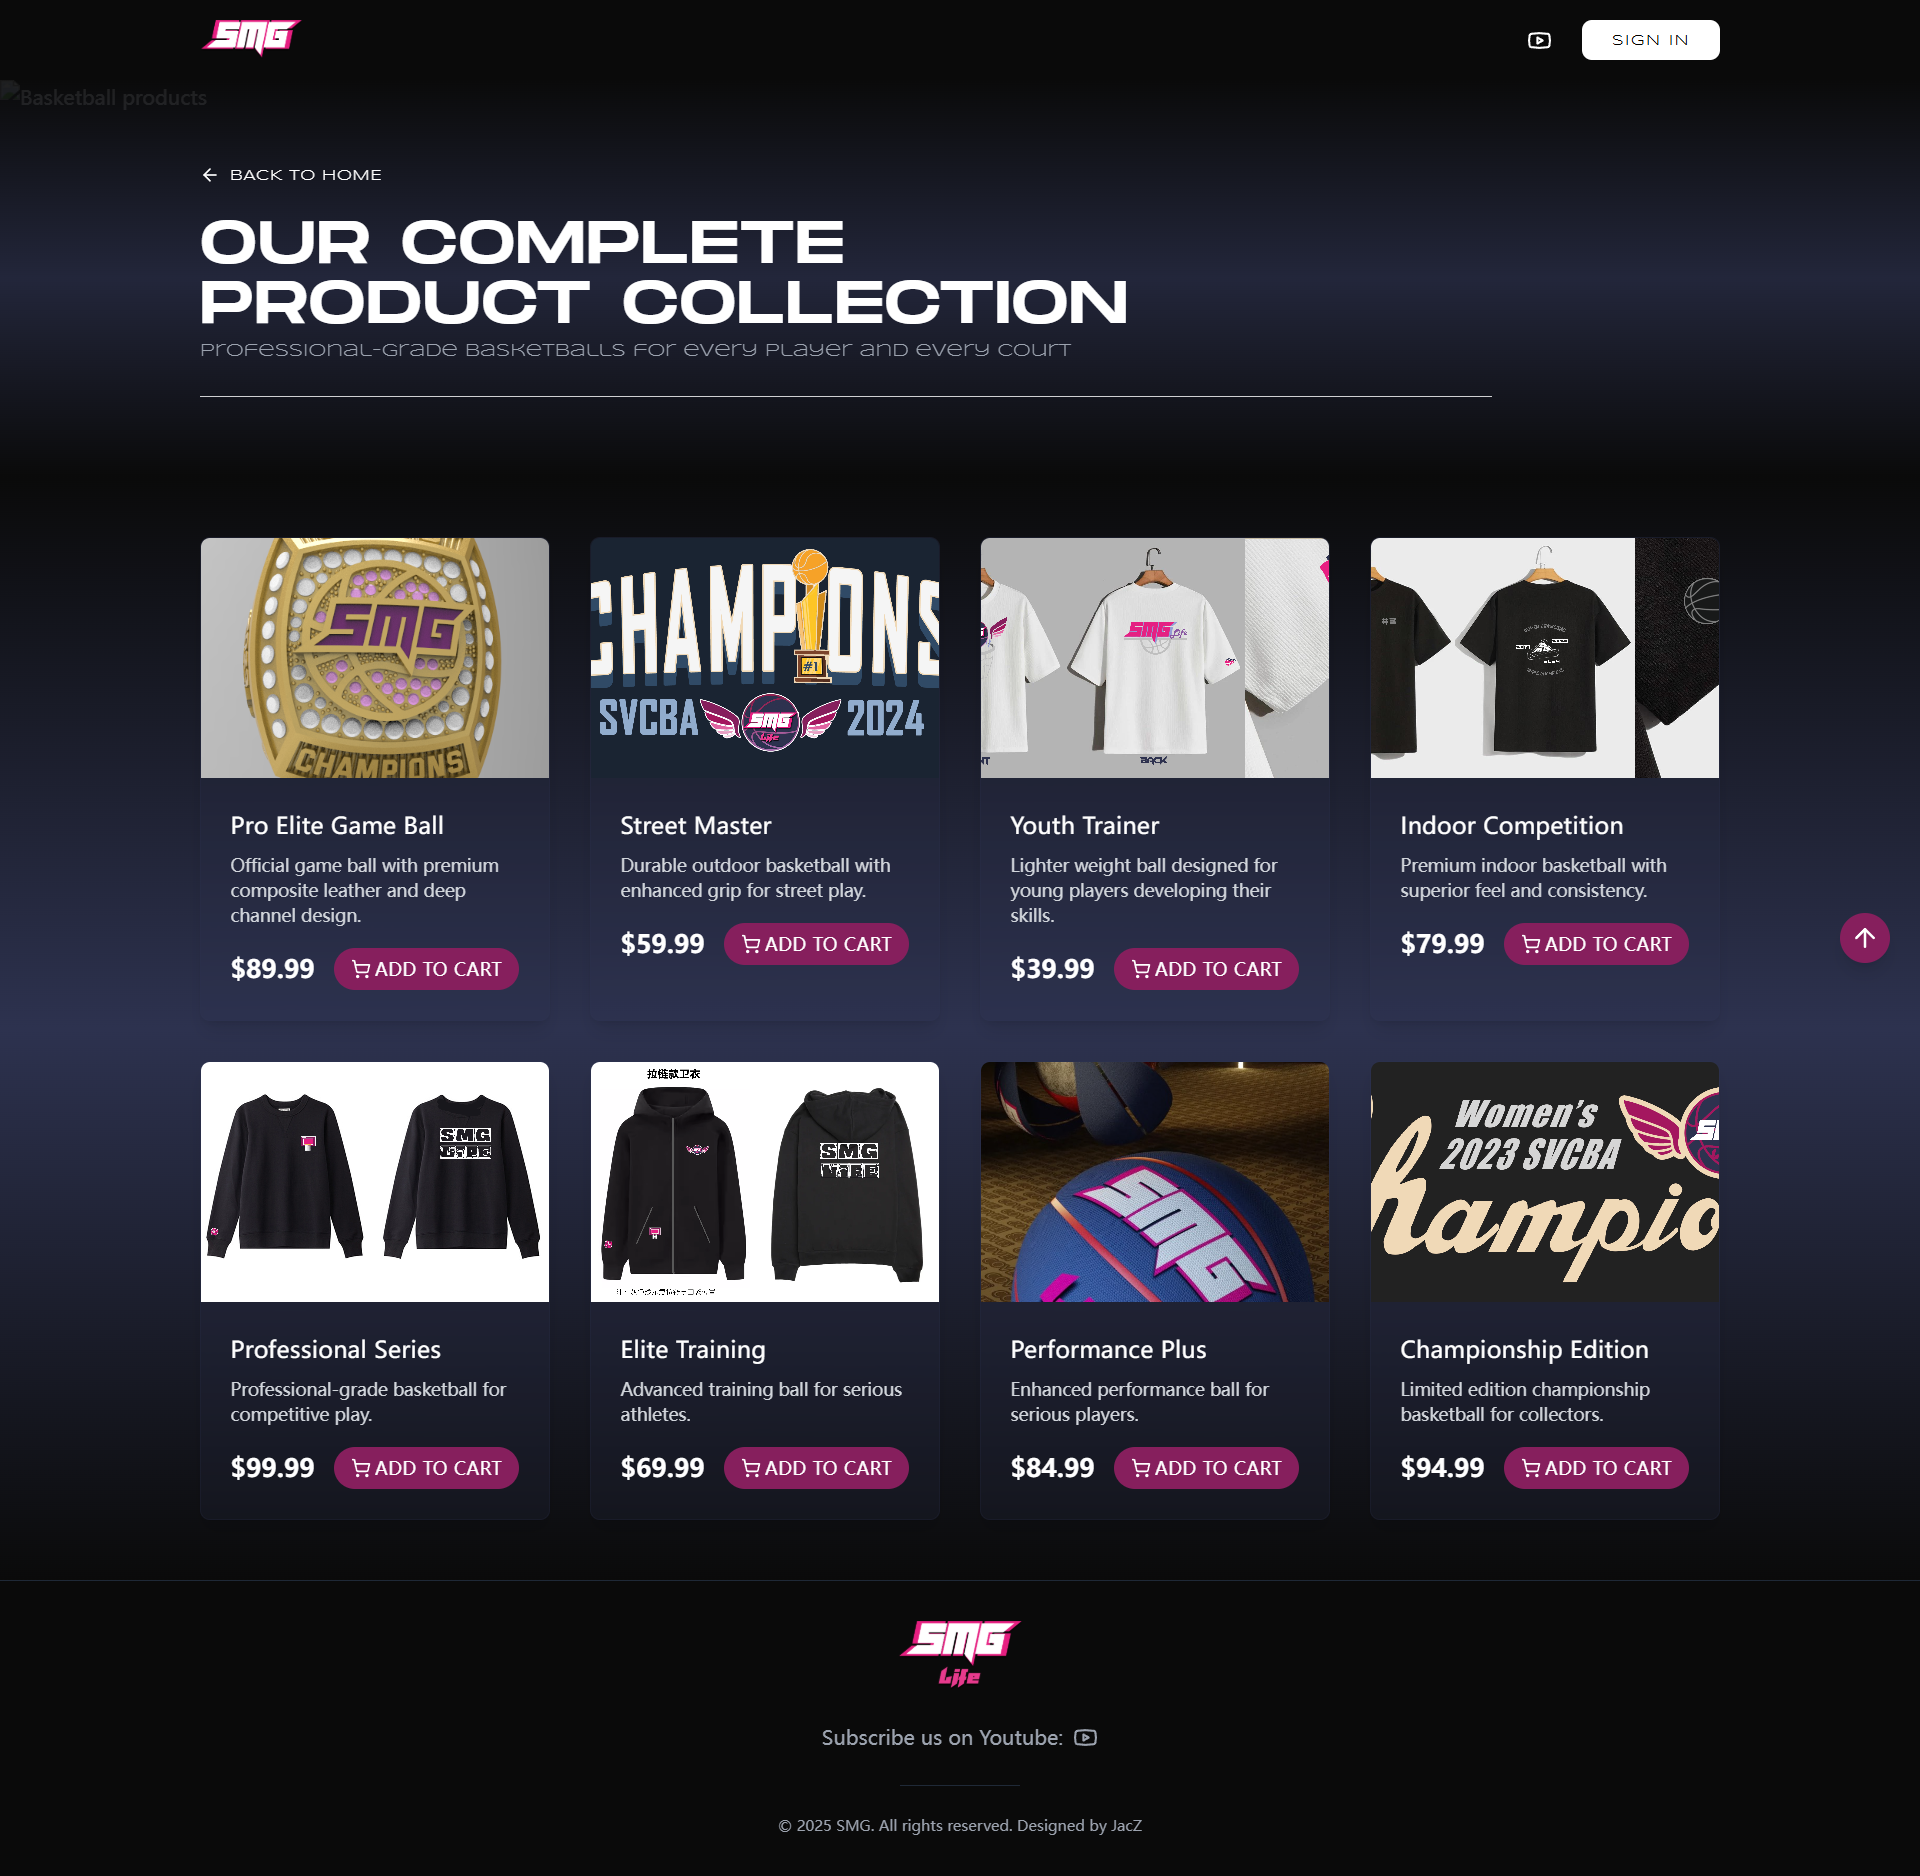 SMG
SIGN IN
Basketball products
BACK TO HOME
OUR COMPLETE
PRODUCT COLLECTION
Professional-grade basketballs for every player and every court
SMG
CHAMPIONS
CHAMPIONS
#1
SVCBA
SMG
Life
2024
SMG Life
BACK
Pro Elite Game Ball
Official game ball with premium
composite leather and deep
channel design.
$89.99
ADD TO CART
Street Master
Durable outdoor basketball with
enhanced grip for street play.
$59.99
ADD TO CART
Youth Trainer
Lighter weight ball designed for
young players developing their
skills.
$39.99
ADD TO CART
Indoor Competition
Premium indoor basketball with
superior feel and consistency.
$79.99
ADD TO CART
SMG
LIFE
拉链款卫衣
SMG
SMG
Women's
2023 SVCBA
hampio
Professional Series
Professional-grade basketball for
competitive play.
$99.99
ADD TO CART
Elite Training
Advanced training ball for serious
athletes.
$69.99
ADD TO CART
Performance Plus
Enhanced performance ball for
serious players.
$84.99
ADD TO CART
Championship Edition
Limited edition championship
basketball for collectors.
$94.99
ADD TO CART
SMG
Life
Subscribe us on Youtube:
© 2025 SMG. All rights reserved. Designed by JacZ